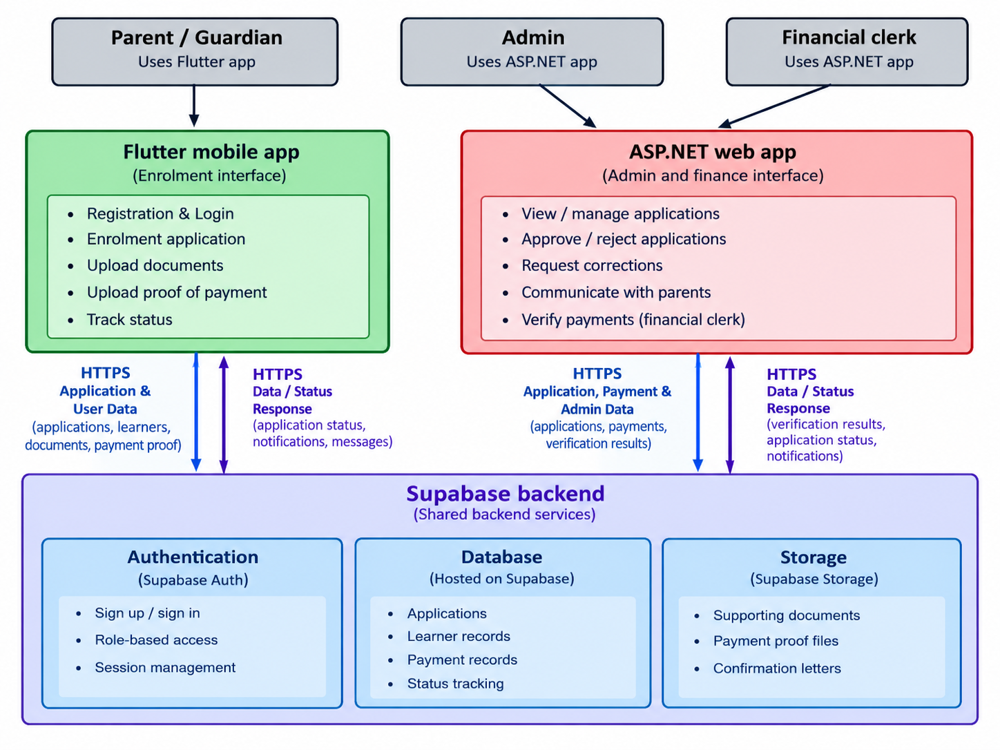 Parent / Guardian
Uses Flutter app
Admin
Uses ASP.NET app
Financial clerk
Uses ASP.NET app
Flutter mobile app
(Enrolment interface)
• Registration & Login
• Enrolment application
• Upload documents
• Upload proof of payment
• Track status
ASP.NET web app
(Admin and finance interface)
• View / manage applications
• Approve / reject applications
• Request corrections
• Communicate with parents
• Verify payments (financial clerk)
HTTPS
Application &
User Data
(applications, learners,
documents, payment proof)
HTTPS
Data / Status
Response
(application status,
notifications, messages)
HTTPS
Application, Payment &
Admin Data
(applications, payments,
verification results)
HTTPS
Data / Status
Response
(verification results,
application status,
notifications)
Supabase backend
(Shared backend services)
Authentication
(Supabase Auth)
• Sign up / sign in
• Role-based access
• Session management
Database
(Hosted on Supabase)
• Applications
• Learner records
• Payment records
• Status tracking
Storage
(Supabase Storage)
• Supporting documents
• Payment proof files
• Confirmation letters